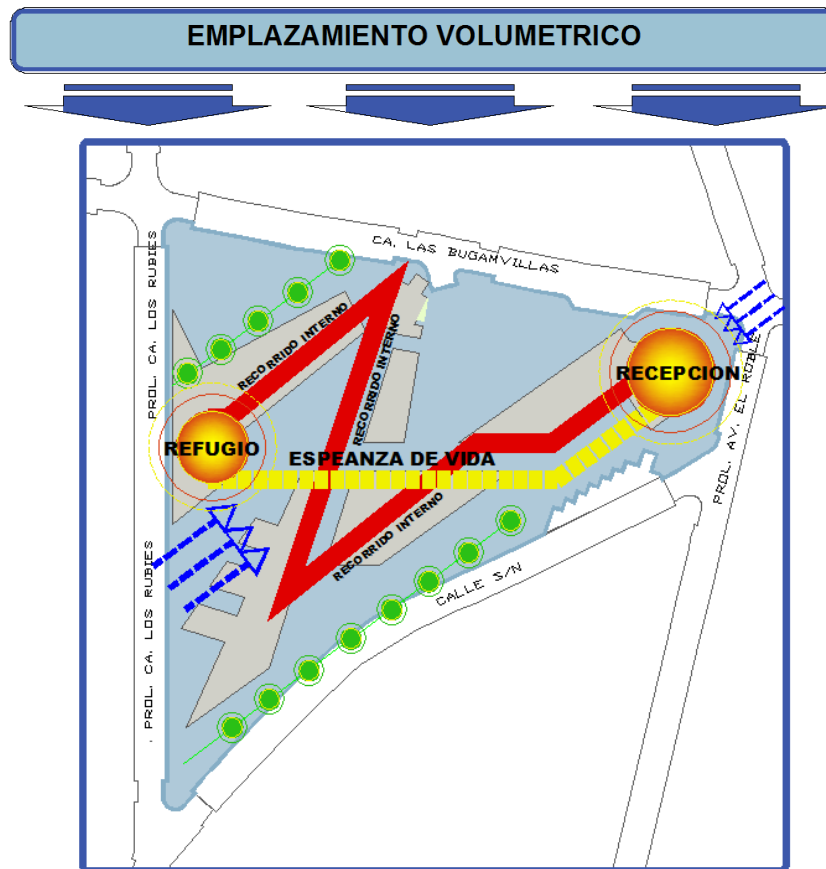 EMPLAZAMIENTO VOLUMETRICO
CA. LAS BUGAMVILLAS
PROL. CA. LOS RUBIES
RECORRIDO INTERNO
RECORRIDO INTERNO
RECEPCION
PROL. AV. EL ROBLE
REFUGIO
ESPEANZA DE VIDA
RECORRIDO INTERNO
CALLE S/N
. PROL. CA. LOS RUBIES